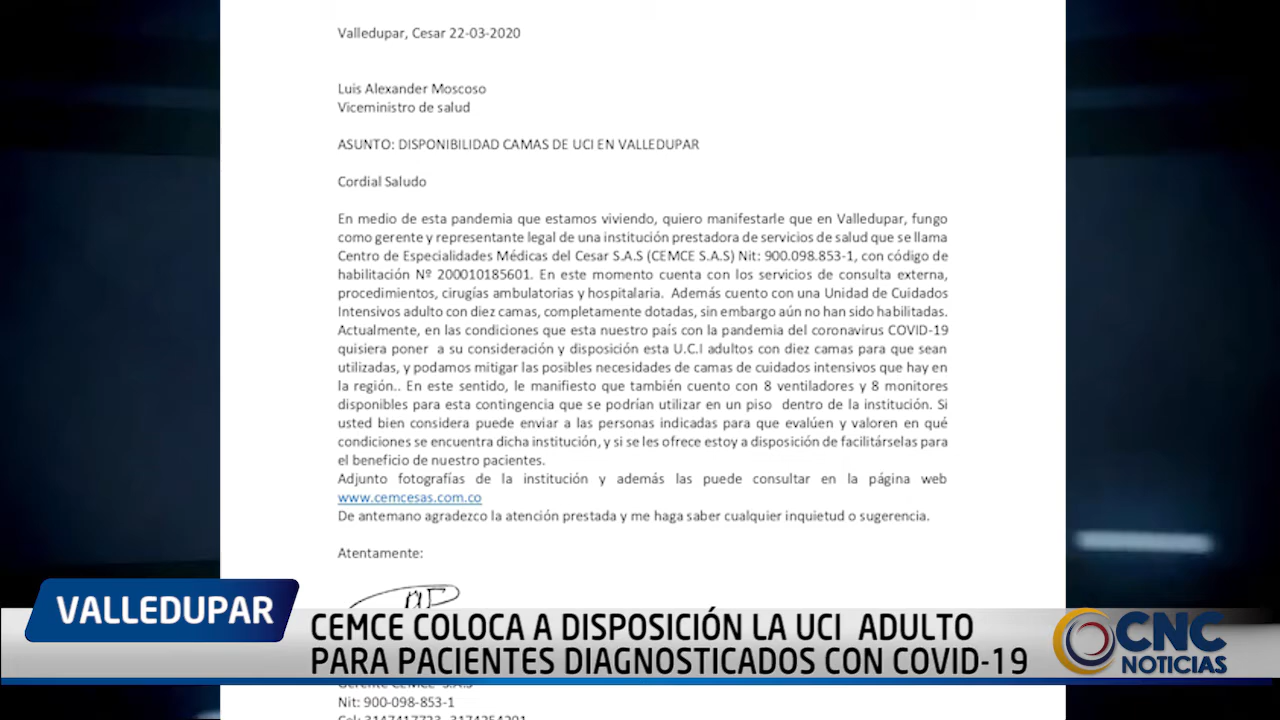 Valledupar, Cesar 22-03-2020
Luis Alexander Moscoso
Viceministro de salud
ASUNTO: DISPONIBILIDAD CAMAS DE UCI EN VALLEDUPAR
Cordial Saludo
En medio de esta pandemia que estamos viviendo, quiero manifestarle que en Valledupar, fungo
como gerente y representante legal de una institución prestadora de servicios de salud que se llama
Centro de Especialidades Médicas del Cesar S.A.S (CEMCE S.A.S) Nit: 900.098.853-1, con código de
habilitación Nº 200010185601. En este momento cuenta con los servicios de consulta externa,
procedimientos, cirugías ambulatorias y hospitalaria. Además cuento con una Unidad de Cuidados
Intensivos adulto con diez camas, completamente dotadas, sin embargo aún no han sido habilitadas.
Actualmente, en las condiciones que esta nuestro país con la pandemia del coronavirus COVID-19
quisiera poner a su consideración y disposición esta U.C.I adultos con diez camas para que sean
utilizadas, y podamos mitigar las posibles necesidades de camas de cuidados intensivos que hay en
la región.. En este sentido, le manifiesto que también cuento con 8 ventiladores y 8 monitores
disponibles para esta contingencia que se podrían utilizar en un piso dentro de la institución. Si
usted bien considera puede enviar a las personas indicadas para que evalúen y valoren en qué
condiciones se encuentra dicha institución, y si se les ofrece estoy a disposición de facilitárselas para
el beneficio de nuestro pacientes.
Adjunto fotografías de la institución y además las puede consultar en la página web
www.cemcesas.com.co
De antemano agradezco la atención prestada y me haga saber cualquier inquietud o sugerencia.
Atentamente:
VALLEDUPAR
CEMCE COLOCA A DISPOSICIÓN LA UCI ADULTO
PARA PACIENTES DIAGNOSTICADOS CON COVID-19
CNC
NOTICIAS
Gerente CEMCE S.A.S
Nit: 900-098-853-1
Cel: 3147417723- 3174254291